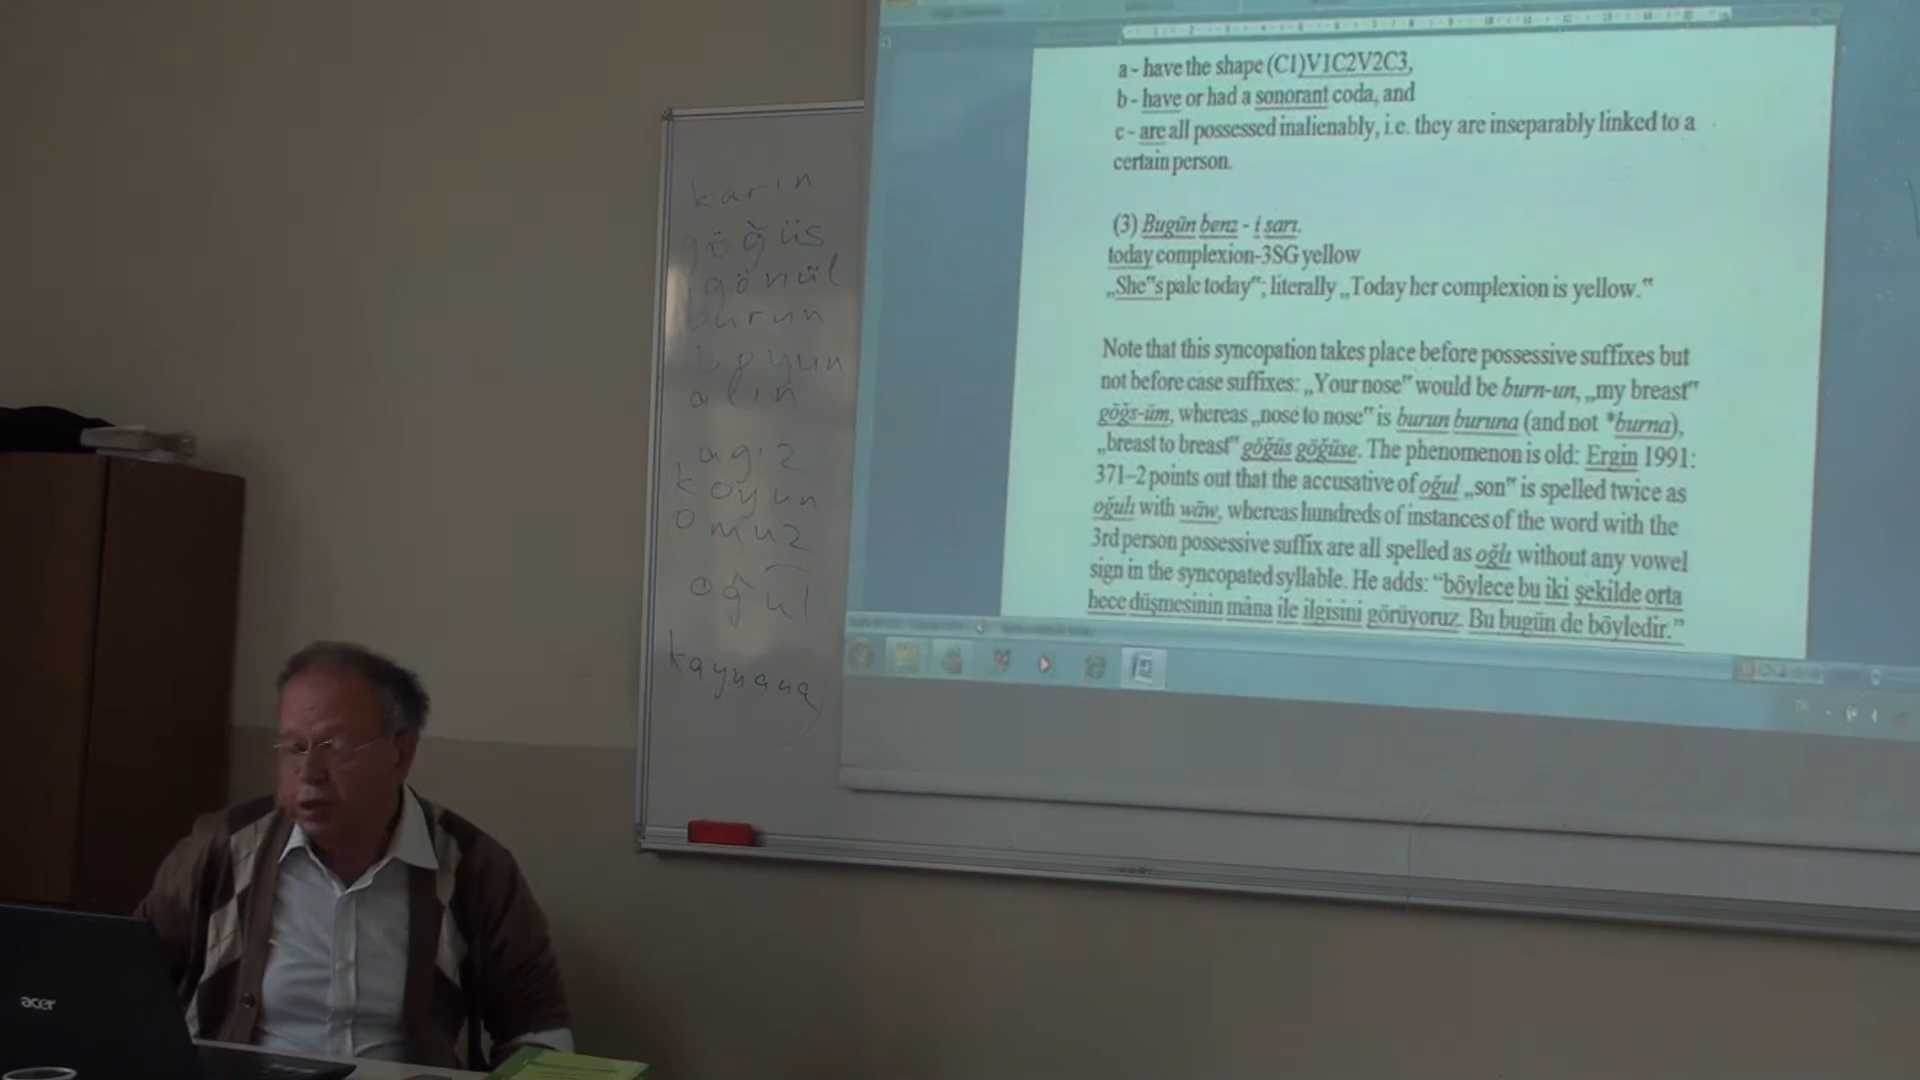 karın
göğüs
gönül
burun
boyun
alın
ağız
koyun
omuz
oğul
kaynana
a - have the shape (C1)V1C2V2C3,
b - have or had a sonorant coda, and
c - are all possessed inalienably, i.e. they are inseparably linked to a
certain person.
(3) Bugün benz - i sarı.
today complexion-3SG yellow
„She‟s pale today‟; literally „Today her complexion is yellow.‟
Note that this syncopation takes place before possessive suffixes but
not before case suffixes: „Your nose‟ would be burn-un, „my breast‟
göğs-üm, whereas „nose to nose‟ is burun buruna (and not *burna),
„breast to breast‟ göğüs göğüse. The phenomenon is old: Ergin 1991:
371–2 points out that the accusative of oğul „son‟ is spelled twice as
oğulı with wāw, whereas hundreds of instances of the word with the
3rd person possessive suffix are all spelled as oğlı without any vowel
sign in the syncopated syllable. He adds: “böylece bu iki şekilde orta
hece düşmesinin mâna ile ilgisini görüyoruz. Bu bugün de böyledir.”
acer